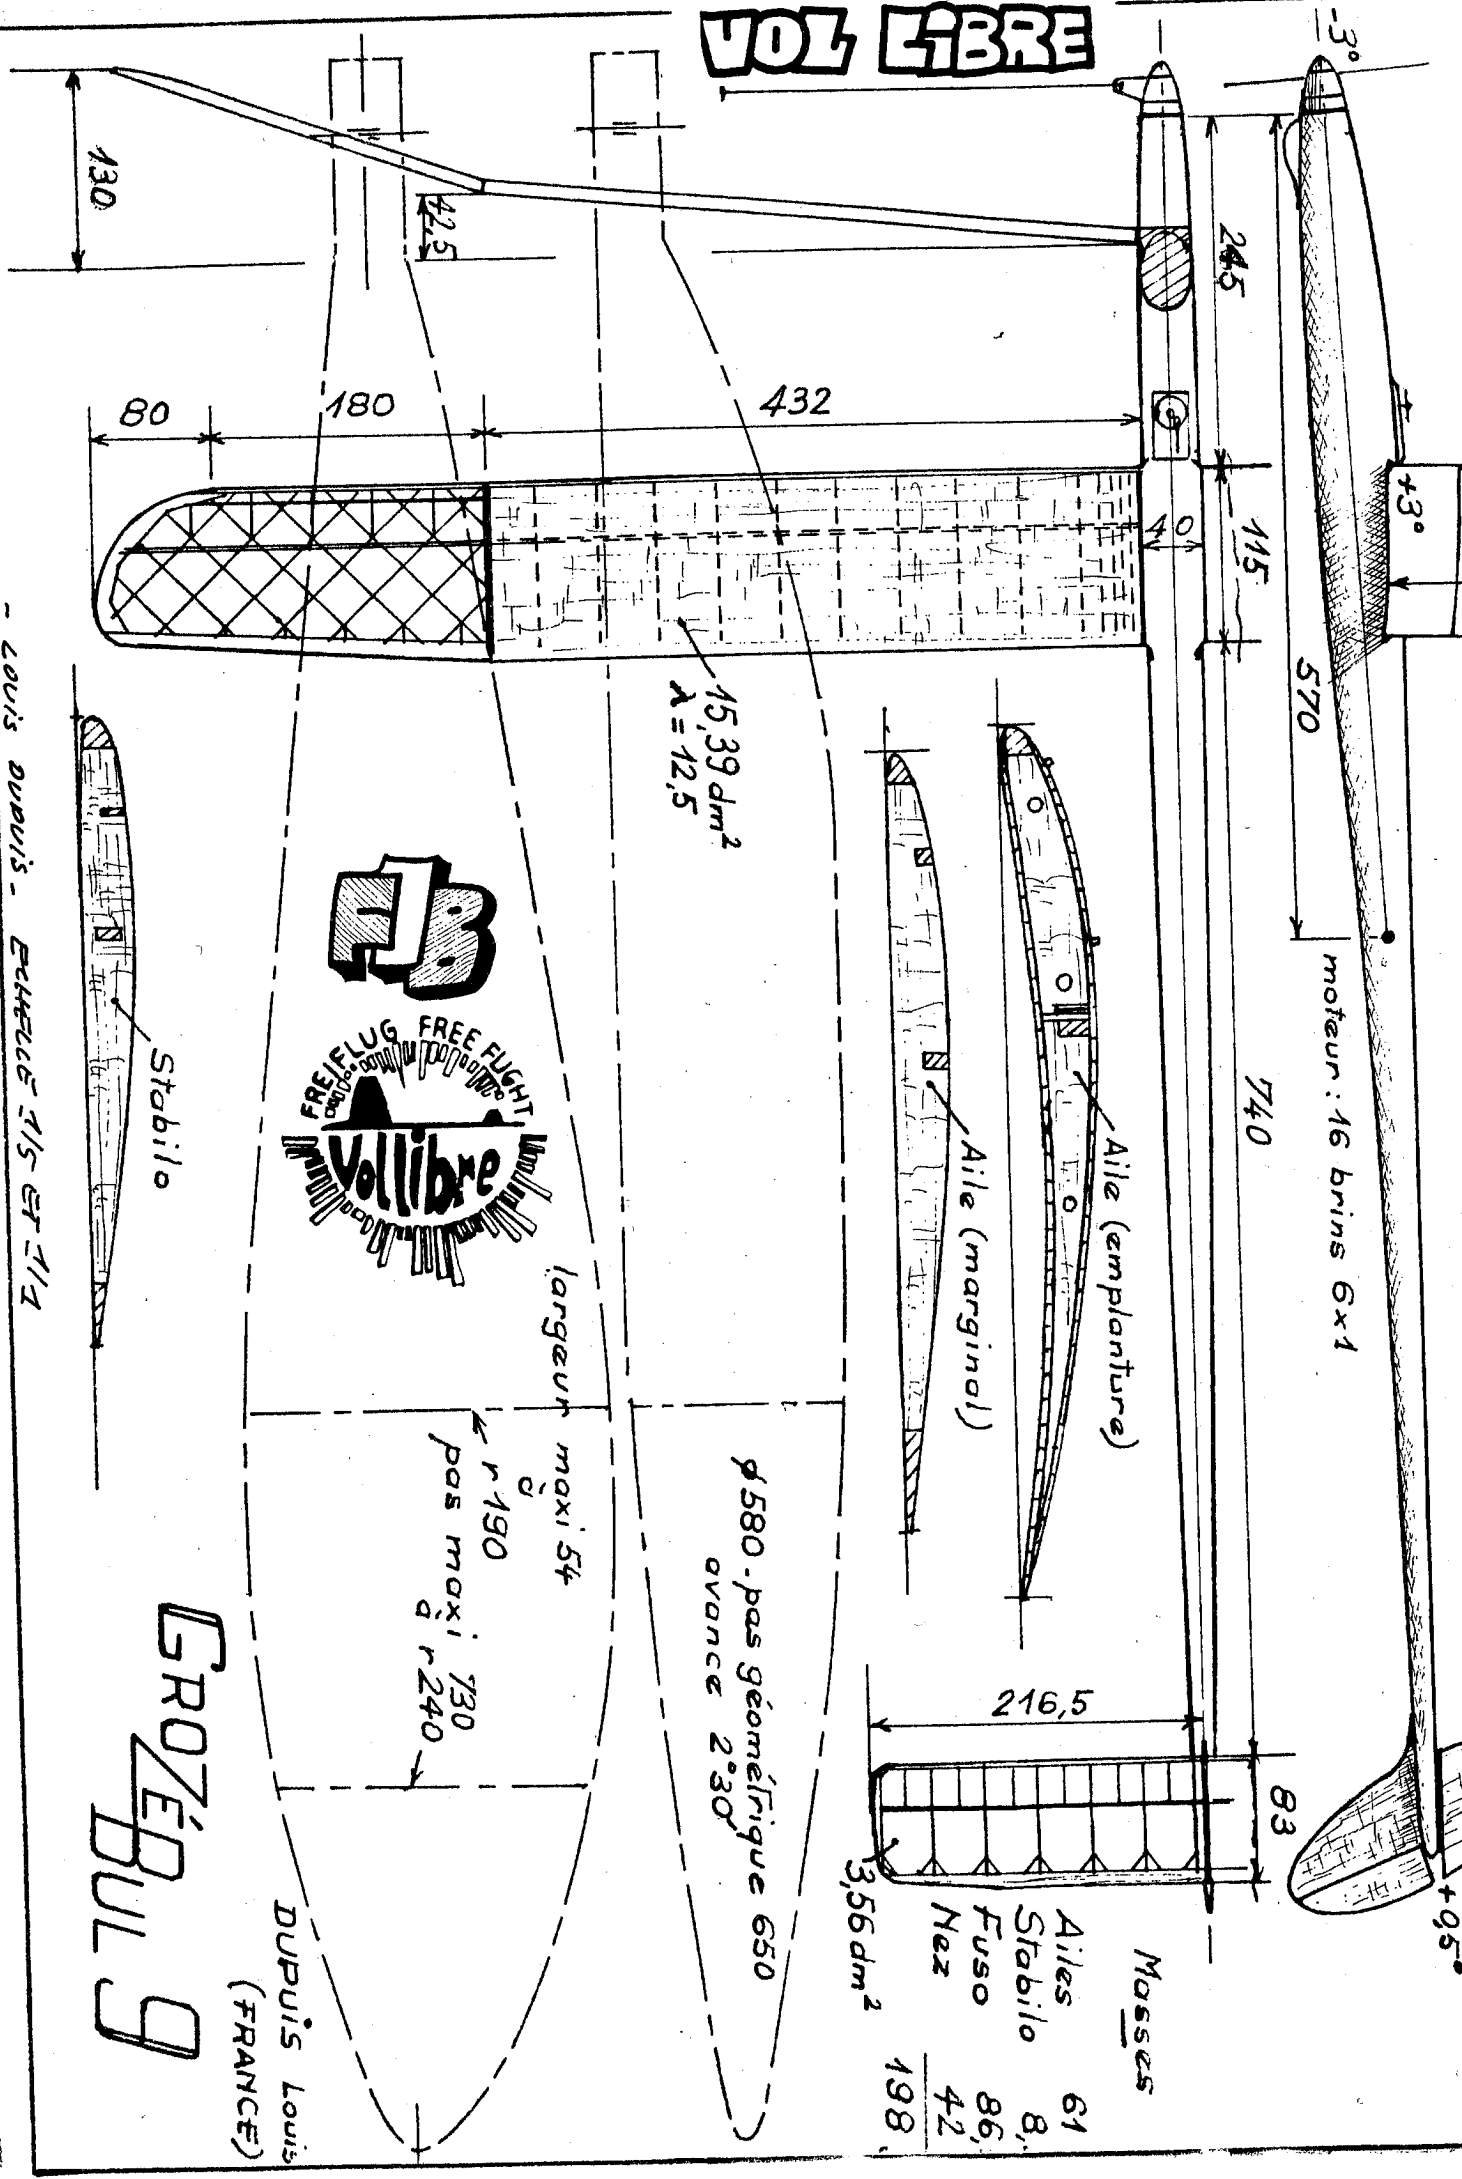 VOL LIBRE
-3°
130
42,5
245
80
180
432
40
115
+3°
570
15,39 dm²
λ = 12,5
moteur : 16 brins 6x1
740
Aile (emplanture)
Aile (marginal)
Stabilo
F1B
FREIFLUG FREE FLIGHT
Vol libre
largeur maxi 54
à
r 190
pas maxi 730
à r 240
φ 580 - pas géométrique 650
avance 2°30'
216,5
83
+0,5°
3,56 dm²
Masses
Ailes 61
Stabilo 8,
Fuso 86,
Nez 42
198,
GROZÉBUL 9
DUPUIS Louis
(FRANCE)
- LOUIS DUPUIS - ECHELLE 1/5 ET 1/1